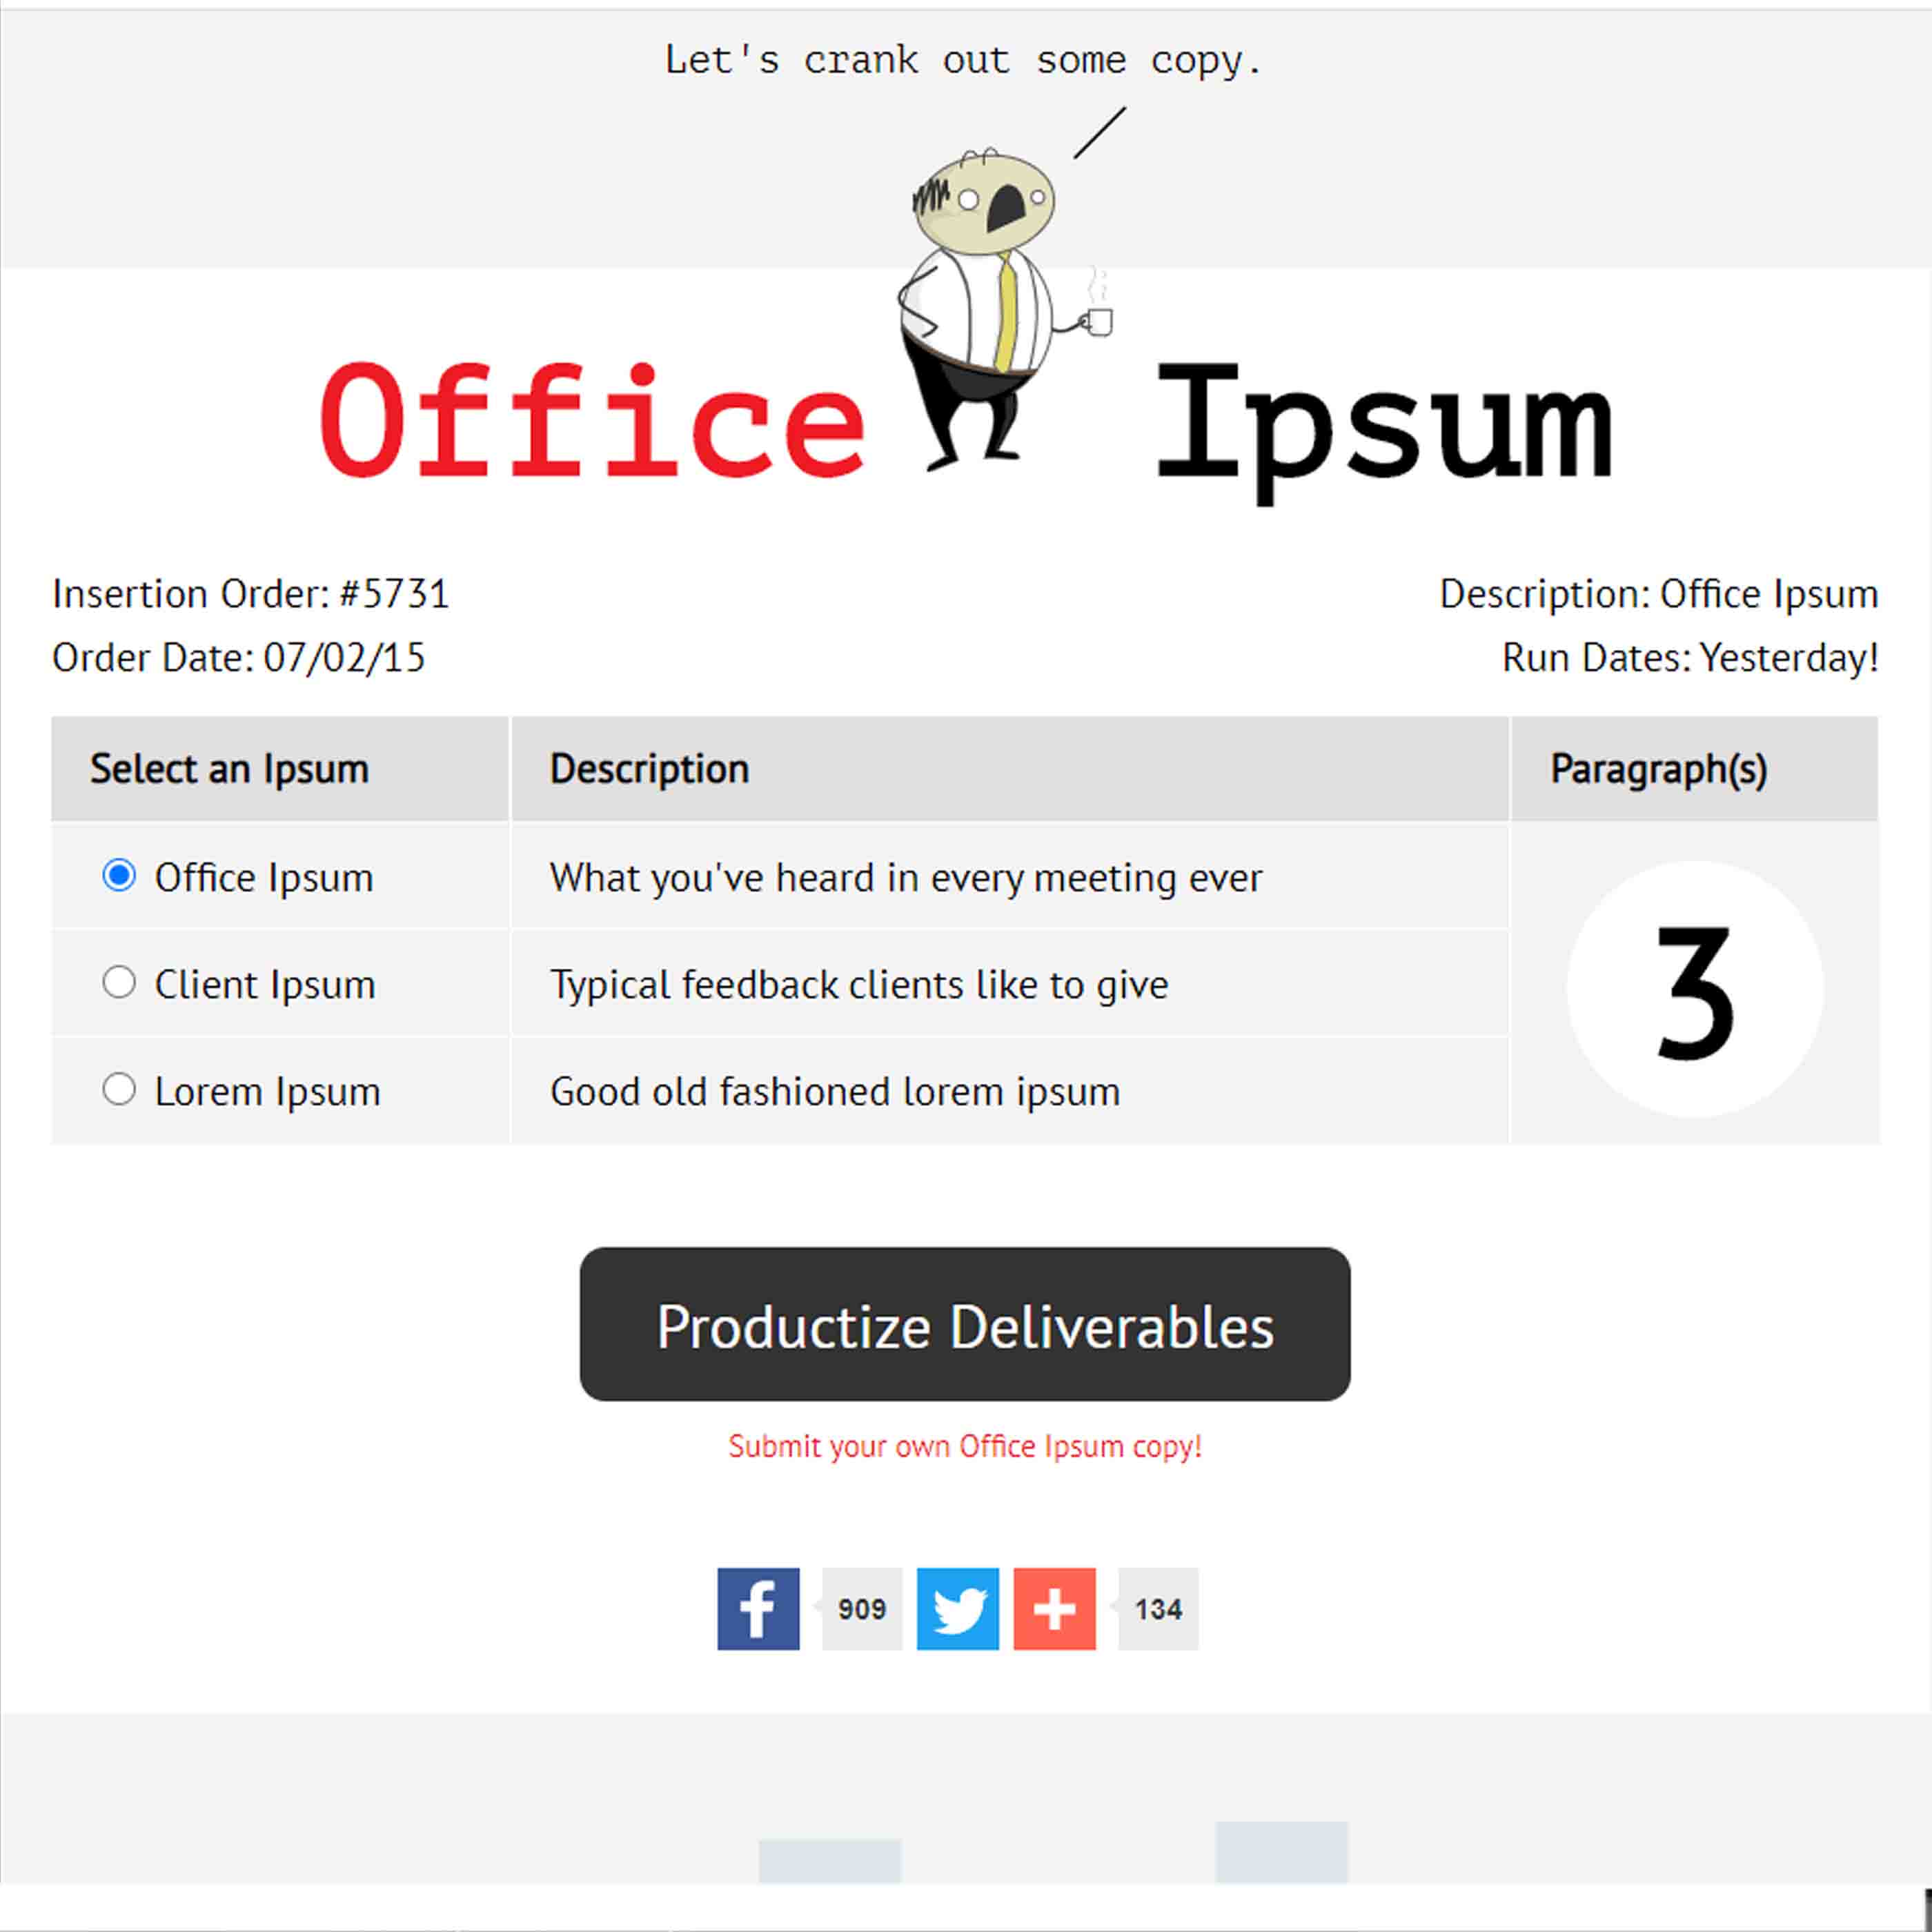 Let's crank out some copy.
Office Ipsum
Insertion Order: #5731
Description: Office Ipsum
Order Date: 07/02/15
Run Dates: Yesterday!
Select an Ipsum Description Paragraph(s)
Office Ipsum What you've heard in every meeting ever
Client Ipsum Typical feedback clients like to give
3
Lorem Ipsum Good old fashioned lorem ipsum
Productize Deliverables
Submit your own Office Ipsum copy!
f 909 + 134